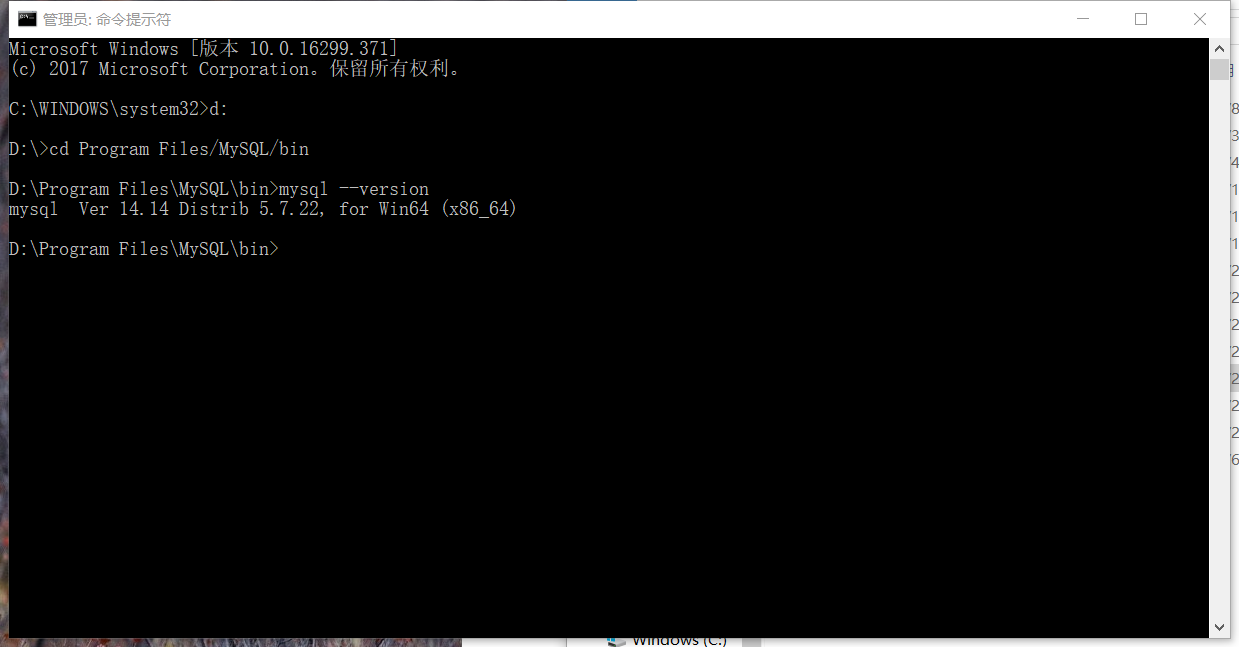 管理员: 命令提示符
Microsoft Windows [版本 10.0.16299.371]
(c) 2017 Microsoft Corporation。保留所有权利。
C:\WINDOWS\system32>d:
D:\>cd Program Files/MySQL/bin
D:\Program Files\MySQL\bin>mysql --version
mysql  Ver 14.14 Distrib 5.7.22, for Win64 (x86_64)
D:\Program Files\MySQL\bin>
Windows (C:)